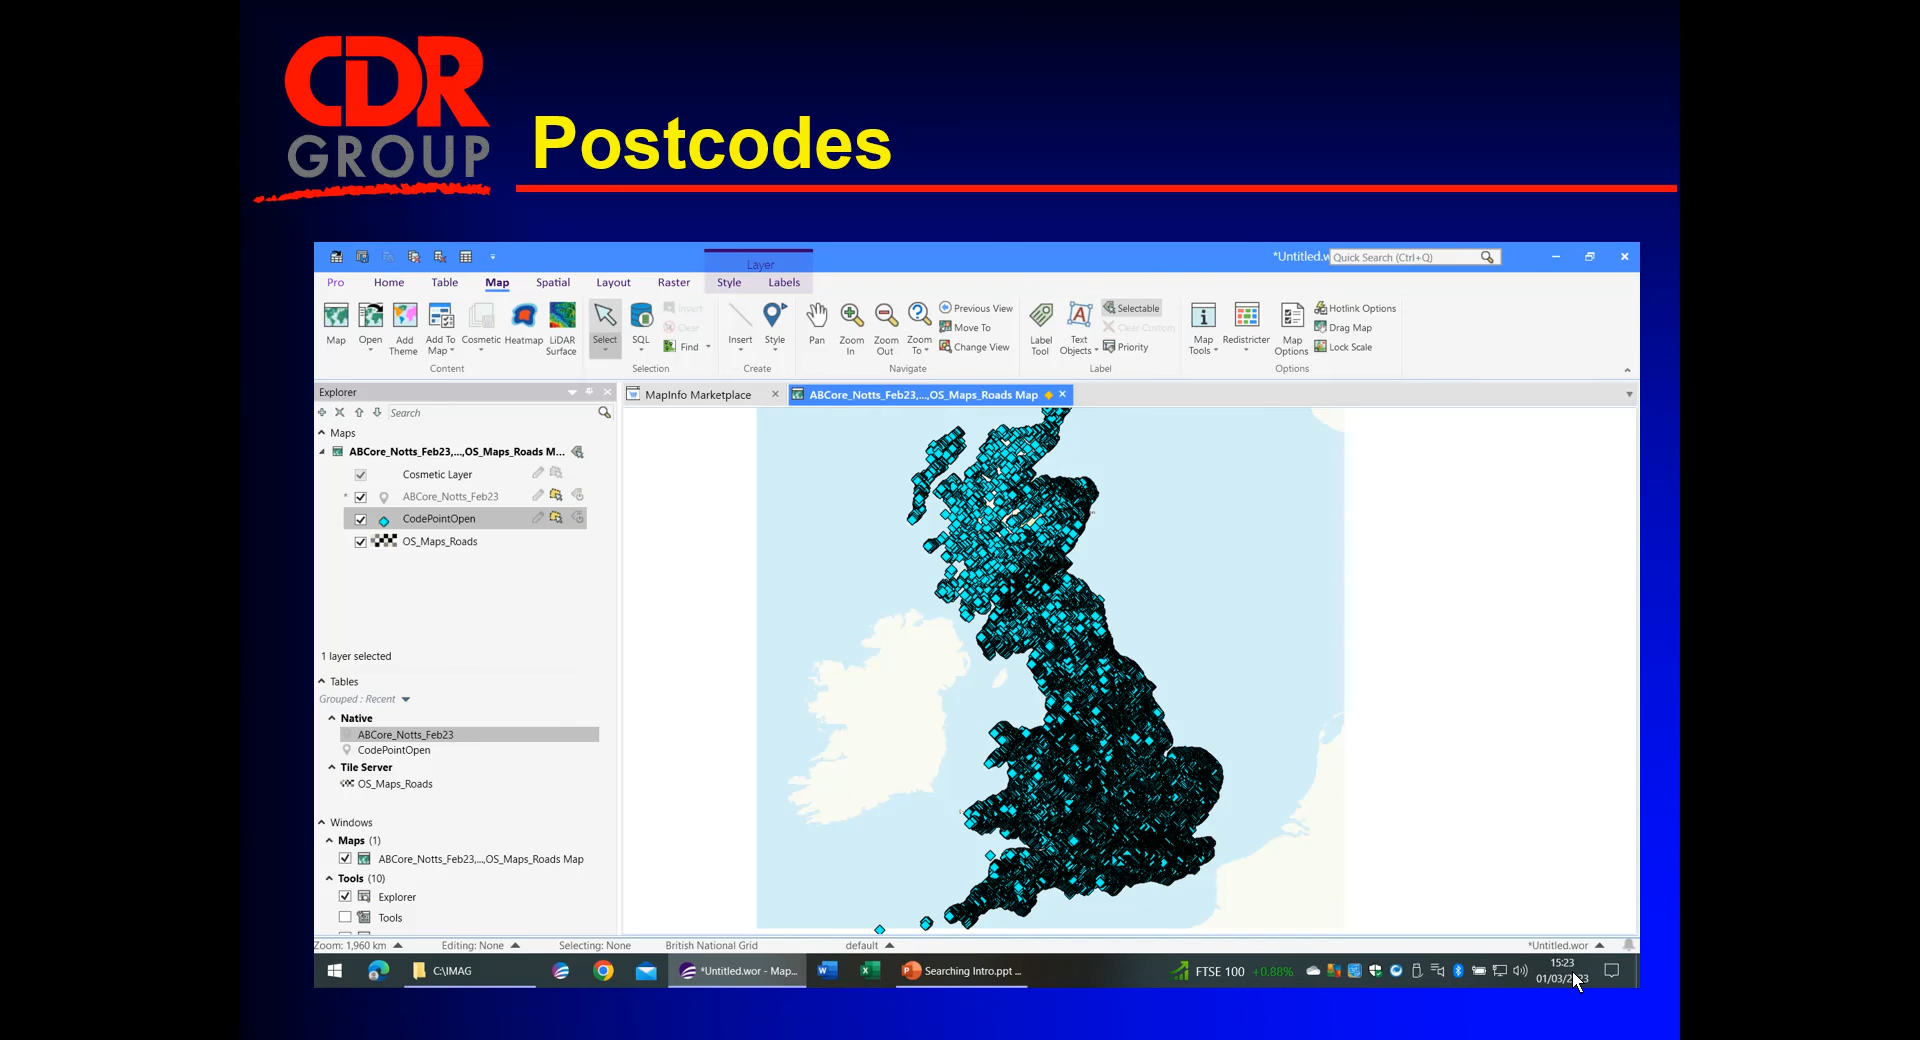 CDR
GROUP
Postcodes
Layer
*Untitled.w
Quick Search (Ctrl+Q)
Pro
Home
Table
Map
Spatial
Layout
Raster
Style
Labels
Map
Open
Add
Theme
Add To
Map
Cosmetic
Heatmap
LiDAR
Surface
Content
Select
SQL
Insert
Clear
Find
Selection
Insert
Style
Create
Pan
Zoom
In
Zoom
Out
Zoom
To
Previous View
Move To
Change View
Navigate
Label
Tool
Text
Objects
Selectable
Clear Custom
Priority
Label
Map
Tools
Redistricter
Map
Options
Hotlink Options
Drag Map
Lock Scale
Options
Explorer
MapInfo Marketplace
ABCore_Notts_Feb23,...,OS_Maps_Roads Map
Search
Maps
ABCore_Notts_Feb23,...,OS_Maps_Roads M...
Cosmetic Layer
* ABCore_Notts_Feb23
CodePointOpen
OS_Maps_Roads
1 layer selected
Tables
Grouped : Recent
Native
ABCore_Notts_Feb23
CodePointOpen
Tile Server
OS_Maps_Roads
Windows
Maps (1)
ABCore_Notts_Feb23,...,OS_Maps_Roads Map
Tools (10)
Explorer
Tools
Zoom: 1,960 km
Editing: None
Selecting: None
British National Grid
default
*Untitled.wor
C:\IMAG
*Untitled.wor - Map...
Searching Intro.ppt ...
FTSE 100 +0.88%
15:23